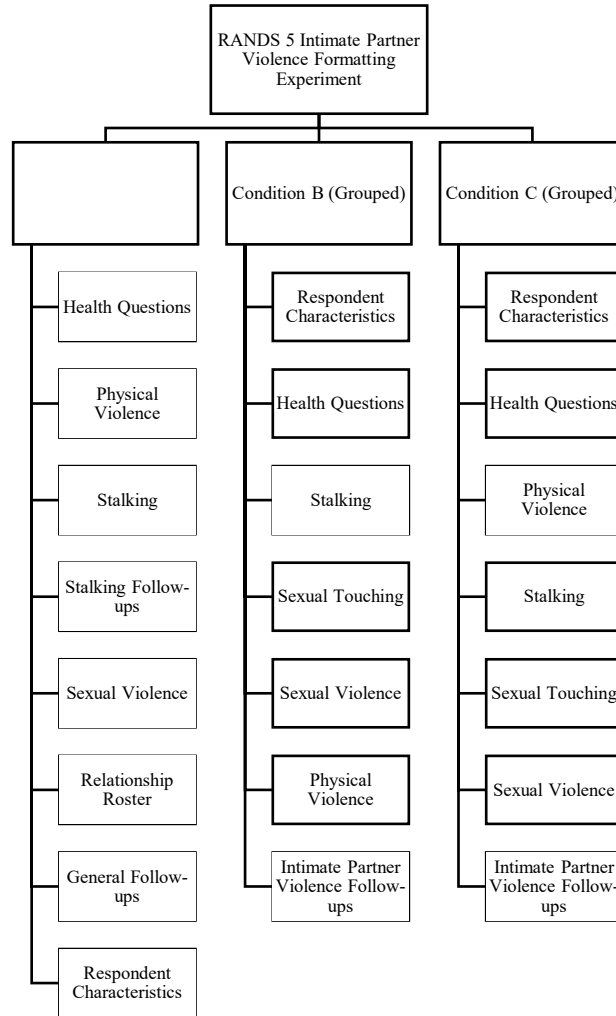 RANDS 5 Intimate Partner
Violence Formatting
Experiment
Condition B (Grouped)
Condition C (Grouped)
Health Questions
Physical
Violence
Stalking
Stalking Follow-
ups
Sexual Violence
Relationship
Roster
General Follow-
ups
Respondent
Characteristics
Respondent
Characteristics
Health Questions
Stalking
Sexual Touching
Sexual Violence
Physical
Violence
Intimate Partner
Violence Follow-
ups
Respondent
Characteristics
Health Questions
Physical
Violence
Stalking
Sexual Touching
Sexual Violence
Intimate Partner
Violence Follow-
ups